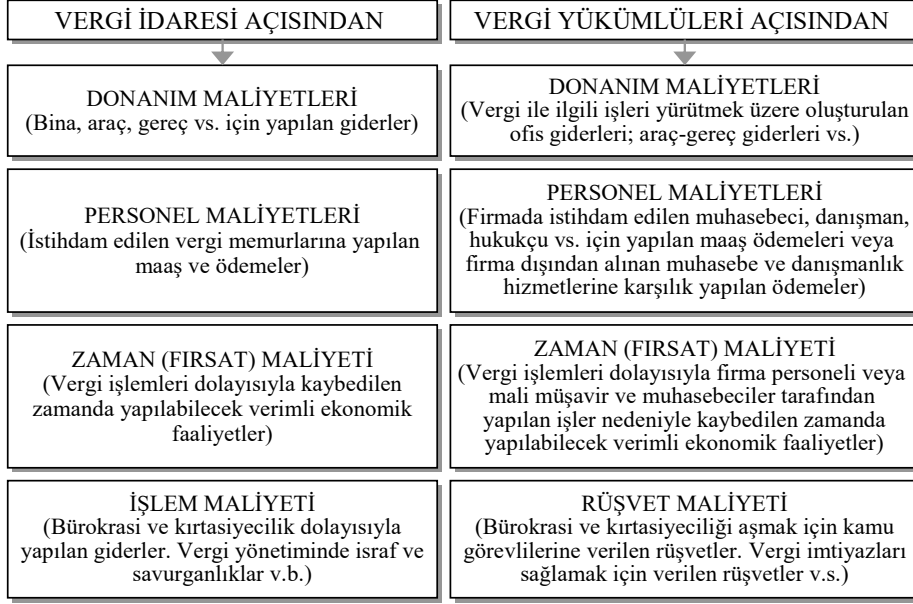 VERGİ İDARESİ AÇISINDAN
DONANIM MALİYETLERİ
(Bina, araç, gereç vs. için yapılan giderler)
PERSONEL MALİYETLERİ
(İstihdam edilen vergi memurlarına yapılan
maaş ve ödemeler)
ZAMAN (FIRSAT) MALİYETİ
(Vergi işlemleri dolayısıyla kaybedilen
zamanda yapılabilecek verimli ekonomik
faaliyetler)
İŞLEM MALİYETİ
(Bürokrasi ve kırtasiyecilik dolayısıyla
yapılan giderler. Vergi yönetiminde israf ve
savurganlıklar v.b.)
VERGİ YÜKÜMLÜLERİ AÇISINDAN
DONANIM MALİYETLERİ
(Vergi ile ilgili işleri yürütmek üzere oluşturulan
ofis giderleri; araç-gereç giderleri vs.)
PERSONEL MALİYETLERİ
(Firmada istihdam edilen muhasebeci, danışman,
hukukçu vs. için yapılan maaş ödemeleri veya
firma dışından alınan muhasebe ve danışmanlık
hizmetlerine karşılık yapılan ödemeler)
ZAMAN (FIRSAT) MALİYETİ
(Vergi işlemleri dolayısıyla firma personeli veya
mali müşavir ve muhasebeciler tarafından
yapılan işler nedeniyle kaybedilen zamanda
yapılabilecek verimli ekonomik faaliyetler)
RÜŞVET MALİYETİ
(Bürokrasi ve kırtasiyeciliği aşmak için kamu
görevlilerine verilen rüşvetler. Vergi imtiyazları
sağlamak için verilen rüşvetler v.s.)